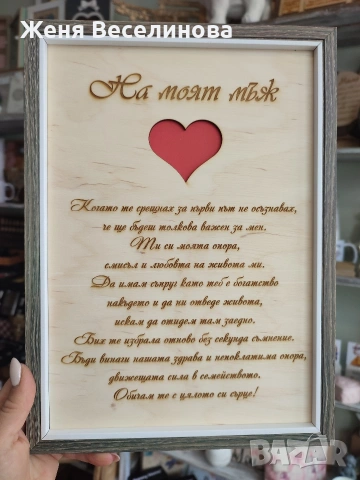 Женя Веселинова
На моят мъж
Когато те срещнах за първи път не осъзнавах,
че ще бъдеш толкова важен за мен.
Ти си моята опора,
смисъл и любовта на живота ми.
Да имам съпруг като теб е богатство
накъдето и да ни отведе живота,
искам да отидем там заедно.
Бих те избрала отново без секунда съмнение.
Бъди винаги нашата здрава и непоклатима опора,
движещата сила в семейството.
Обичам те с цялото си сърце!
BAZAR